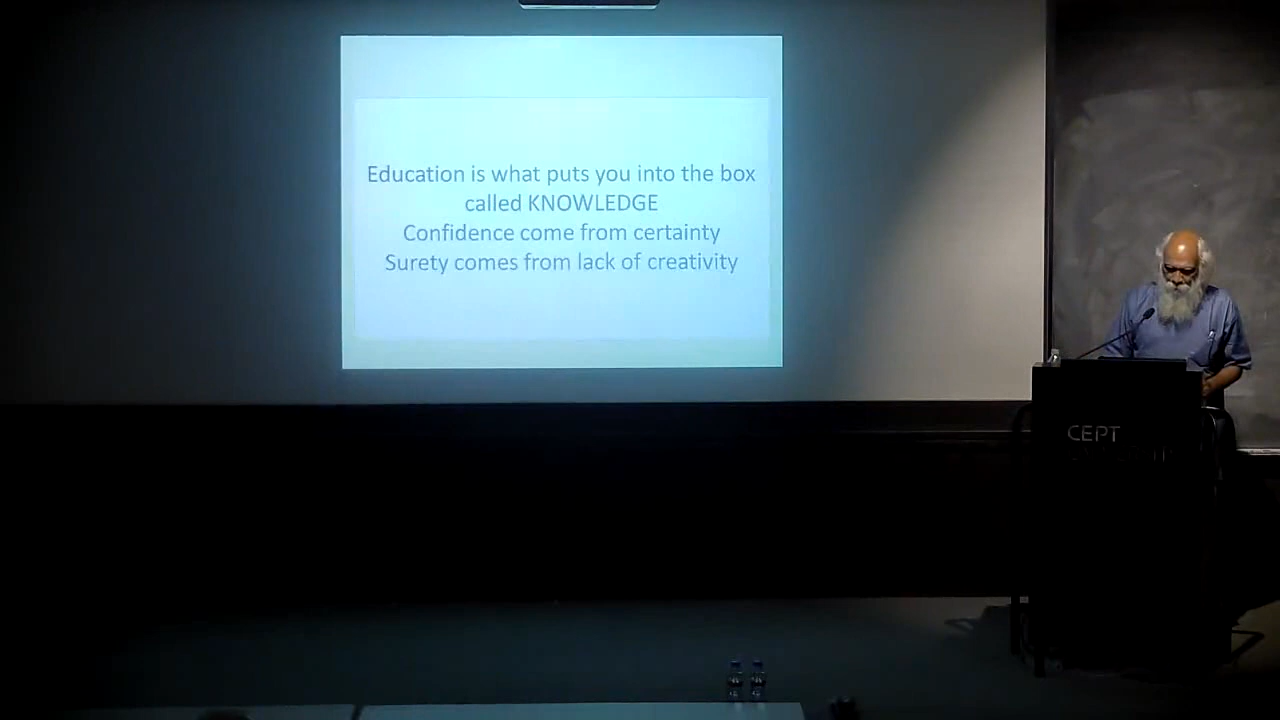 Education is what puts you into the box
called KNOWLEDGE
Confidence come from certainty
Surety comes from lack of creativity
CEPT